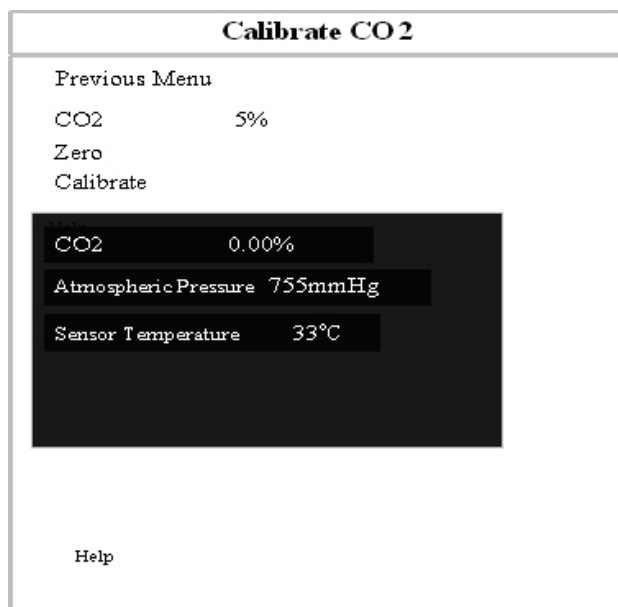 Calibrate CO2
Previous Menu
CO2 5%
Zero
Calibrate
CO2 0.00%
Atmospheric Pressure 755mmHg
Sensor Temperature 33°C
Help